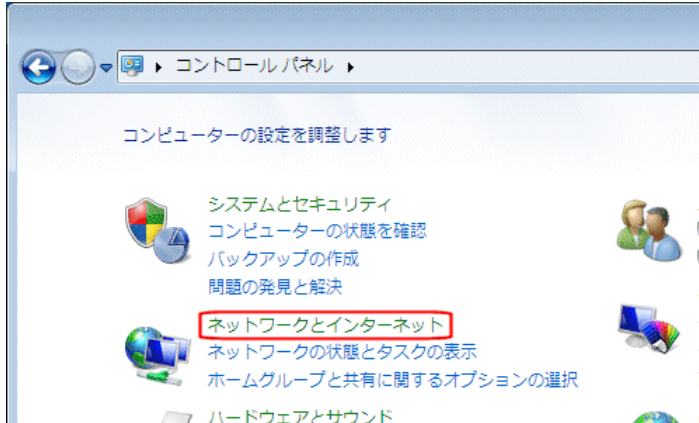 コントロール パネル
コンピューターの設定を調整します
システムとセキュリティ
コンピューターの状態を確認
バックアップの作成
問題の発見と解決
ネットワークとインターネット
ネットワークの状態とタスクの表示
ホームグループと共有に関するオプションの選択
ハードウェアとサウンド